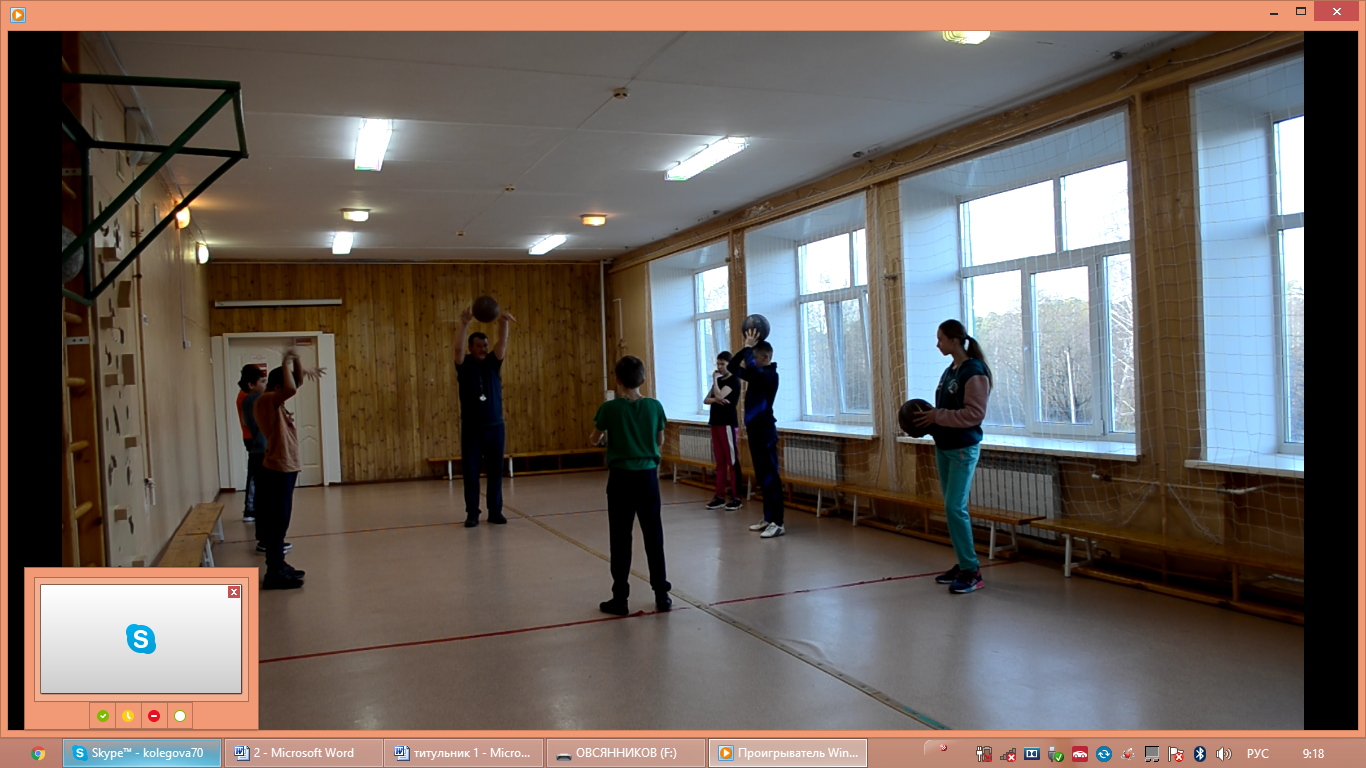 Skype™ - kolegova70
2 - Microsoft Word
титульник 1 - Micro...
ОВСЯННИКОВ (F:)
Проигрыватель Win...
РУС
9:18